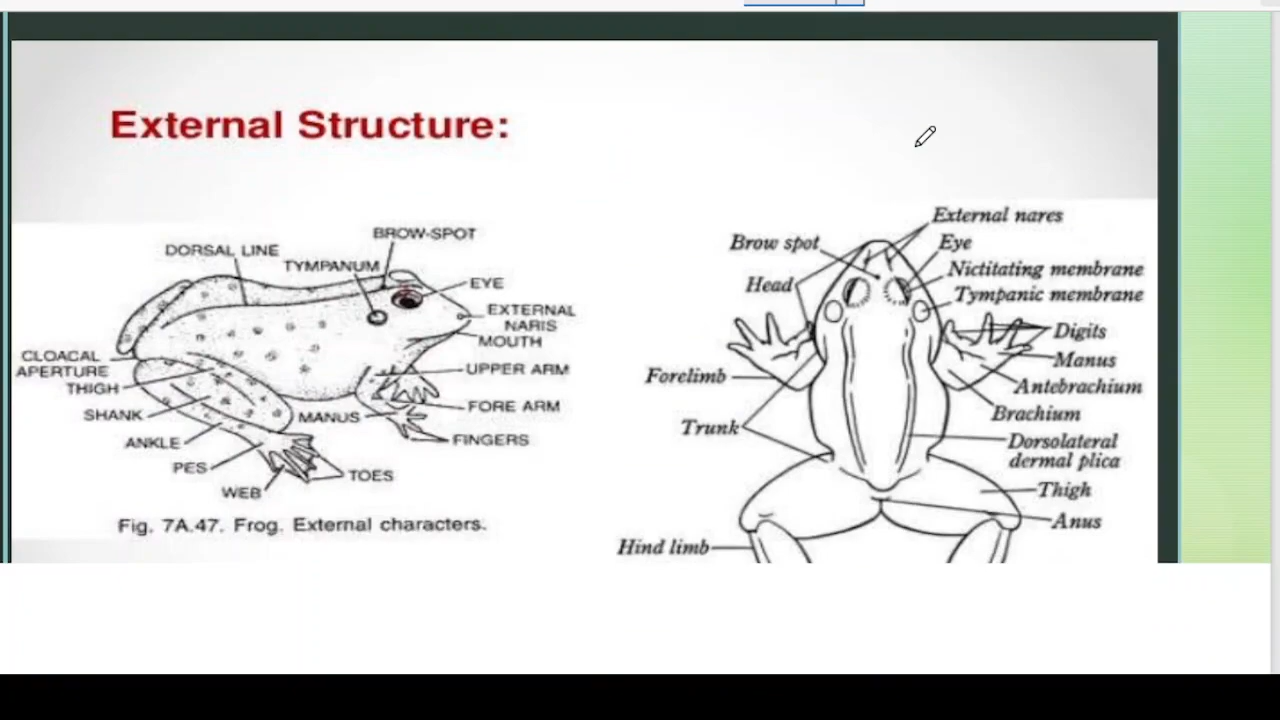 External Structure:
BROW-SPOT
DORSAL LINE
TYMPANUM
EYE
EXTERNAL
NARIS
MOUTH
CLOACAL
APERTURE
THIGH
UPPER ARM
SHANK
MANUS
FORE ARM
ANKLE
FINGERS
PES
TOES
WEB
Fig. 7A.47. Frog. External characters.
External nares
Brow spot
Eye
Nictitating membrane
Head
Tympanic membrane
Digits
Manus
Forelimb
Antebrachium
Brachium
Trunk
Dorsolateral
dermal plica
Thigh
Anus
Hind limb